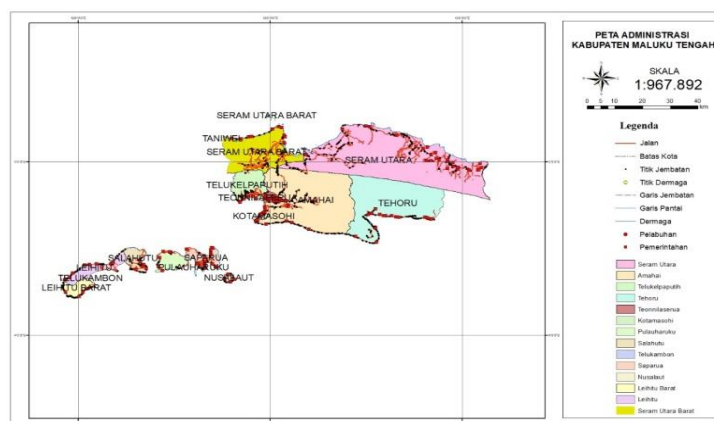 PETA ADMINISTRASI
KABUPATEN MALUKU TENGAH
SKALA
1:967.892
0 5 10 20 30 40
km
Legenda
Jalan
Batas Kota
Titik Jembatan
Titik Dermaga
Garis Jembatan
Garis Pantai
Dermaga
Pelabuhan
Pemerintahan
Seram Utara
Amahai
Telukelpaputih
Tehoru
Teonnilaserua
Kotamasohi
Pulauharuku
Salahutu
Telukambon
Saparua
Nusalaut
Leihitu Barat
Leihitu
Seram Utara Barat
SERAM UTARA BARAT
TANIWEL
SERAM UTARA BARAT
SERAM UTARA
TELUKELPAPUTIH
AMAHAI
TEHORU
KOTAMASOHI
SALAHUTU
SAPARUA
LEIHITU
PULAUHARUKU
TELUKAMBON
NUSALAUT
LEIHITU BARAT